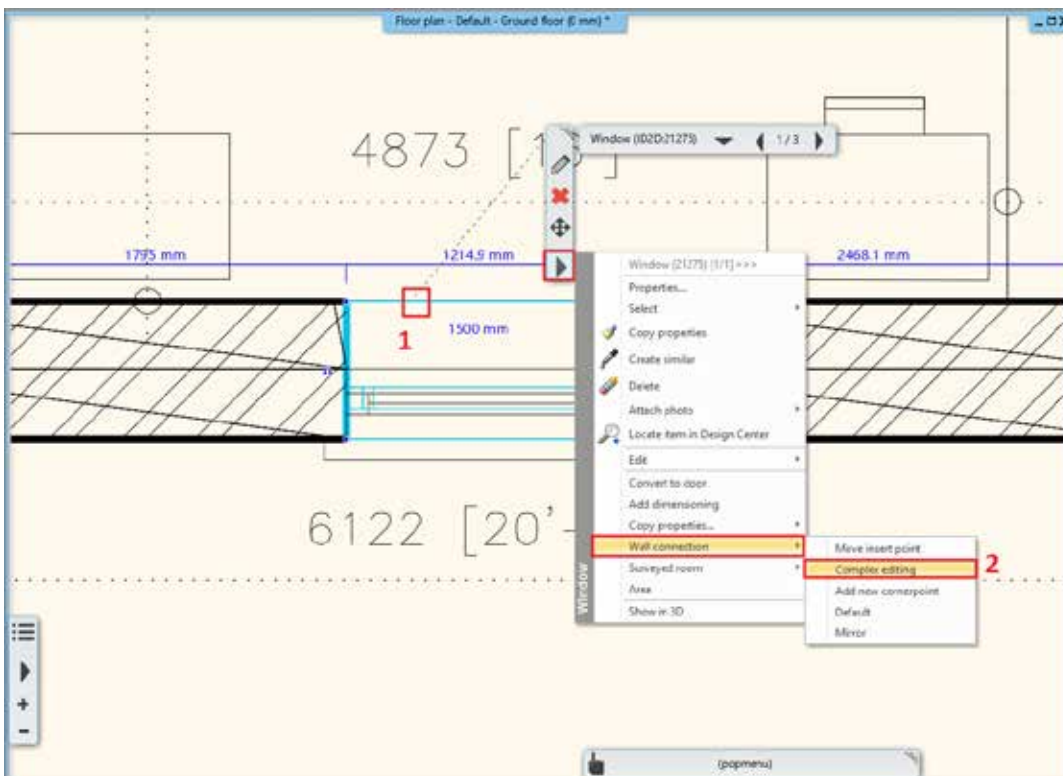 Floor plan - Default - Ground floor (0 mm) *
4873 [1
Window (ID2D:21275)
1 / 3
1795 mm
1214.9 mm
2468.1 mm
1
1500 mm
Window (21275) [1/1] >>>
Properties...
Select
Copy properties
Create similar
Delete
Attach photo
Locate item in Design Center
Edit
Convert to door
Add dimensioning
Copy properties...
Wall connection
Surveyed room
Area
Show in 3D
Window
Move insert point
Complex editing
2
Add new cornerpoint
Default
Mirror
6122 [20'-
(popmenu)